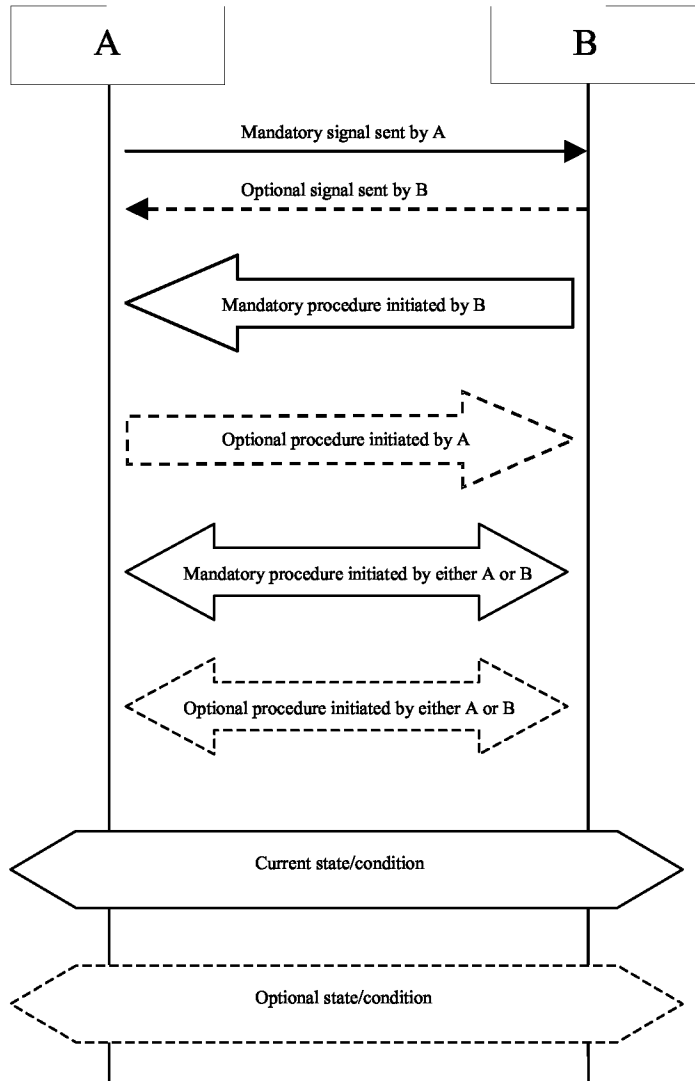 A
B
Mandatory signal sent by A
Optional signal sent by B
Mandatory procedure initiated by B
Optional procedure initiated by A
Mandatory procedure initiated by either A or B
Optional procedure initiated by either A or B
Current state/condition
Optional state/condition